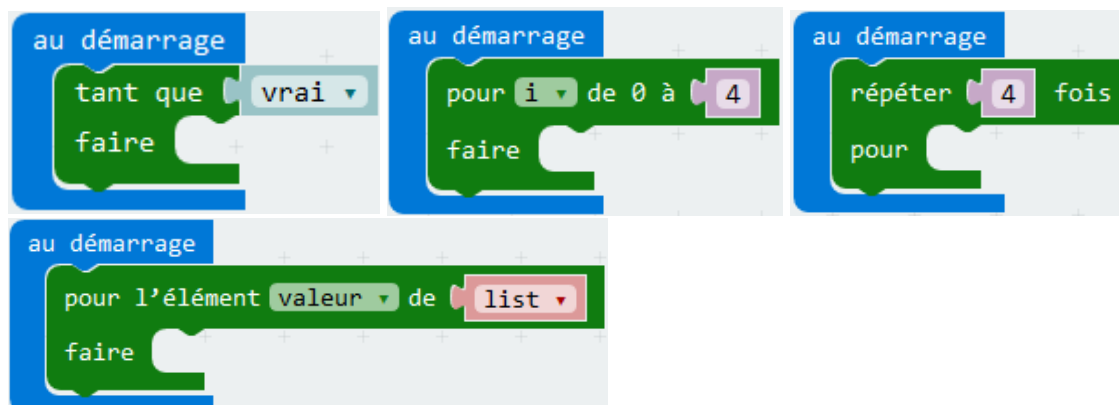 au démarrage
tant que vrai
faire
au démarrage
pour i de 0 à 4
faire
au démarrage
répéter 4 fois
pour
au démarrage
pour l’élément valeur de list
faire